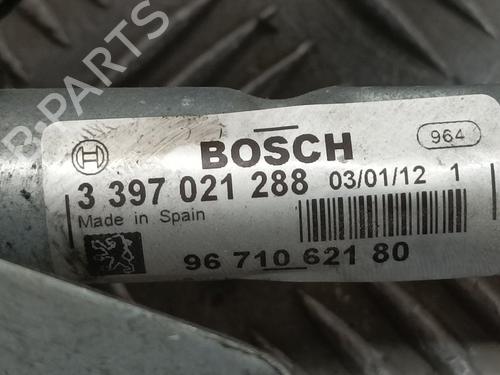 B-PARTS
BOSCH
964
3 397 021 288 03/01/12 1
Made in Spain
96 710 621 80